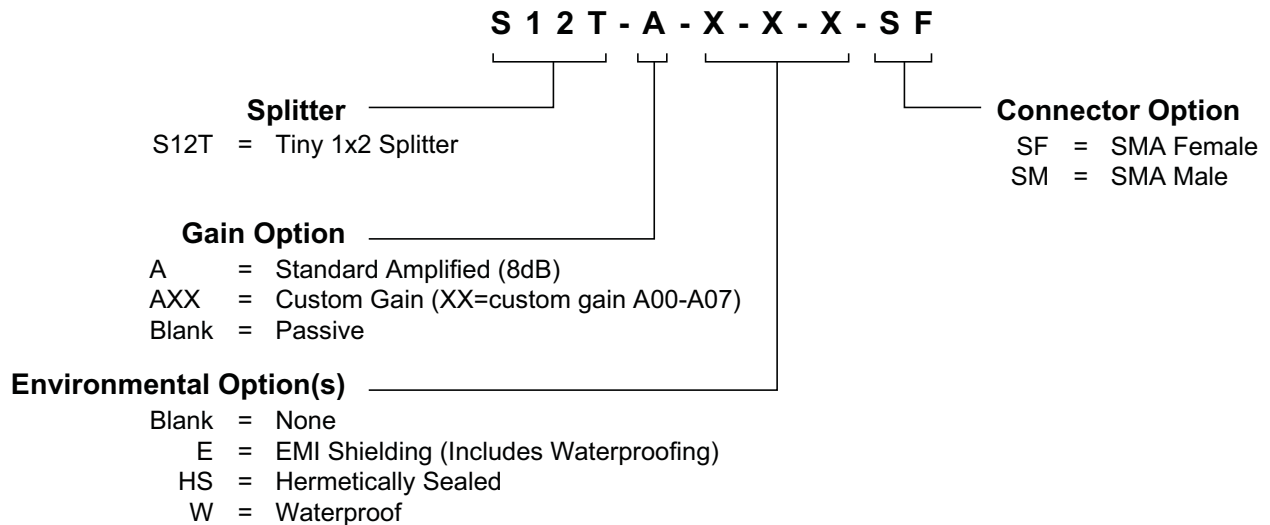 S 1 2 T - A - X - X - X - S F
Splitter
S12T = Tiny 1x2 Splitter
Connector Option
SF = SMA Female
SM = SMA Male
Gain Option
A = Standard Amplified (8dB)
AXX = Custom Gain (XX=custom gain A00-A07)
Blank = Passive
Environmental Option(s)
Blank = None
E = EMI Shielding (Includes Waterproofing)
HS = Hermetically Sealed
W = Waterproof